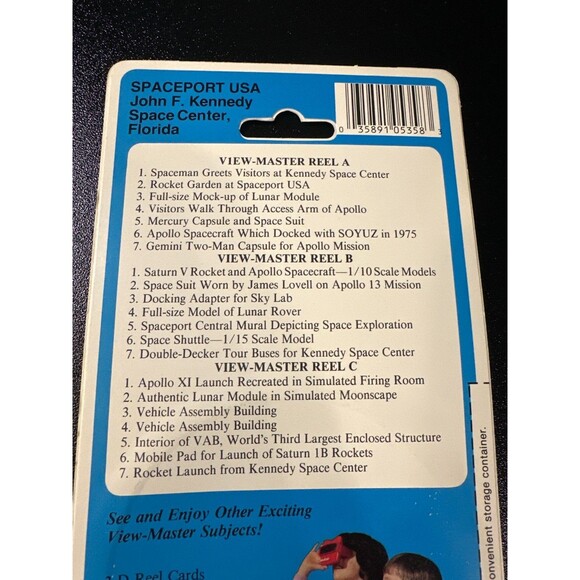 SPACEPORT USA
John F. Kennedy
Space Center,
Florida
0 35891 05358 3
VIEW-MASTER REEL A
1. Spaceman Greets Visitors at Kennedy Space Center
2. Rocket Garden at Spaceport USA
3. Full-size Mock-up of Lunar Module
4. Visitors Walk Through Access Arm of Apollo
5. Mercury Capsule and Space Suit
6. Apollo Spacecraft Which Docked with SOYUZ in 1975
7. Gemini Two-Man Capsule for Apollo Mission
VIEW-MASTER REEL B
1. Saturn V Rocket and Apollo Spacecraft—1/10 Scale Models
2. Space Suit Worn by James Lovell on Apollo 13 Mission
3. Docking Adapter for Sky Lab
4. Full-size Model of Lunar Rover
5. Spaceport Central Mural Depicting Space Exploration
6. Space Shuttle—1/15 Scale Model
7. Double-Decker Tour Buses for Kennedy Space Center
VIEW-MASTER REEL C
1. Apollo XI Launch Recreated in Simulated Firing Room
2. Authentic Lunar Module in Simulated Moonscape
3. Vehicle Assembly Building
4. Vehicle Assembly Building
5. Interior of VAB, World's Third Largest Enclosed Structure
6. Mobile Pad for Launch of Saturn 1B Rockets
7. Rocket Launch from Kennedy Space Center
See and Enjoy Other Exciting
View-Master Subjects!
3-D Reel Cards
onvenient storage container.